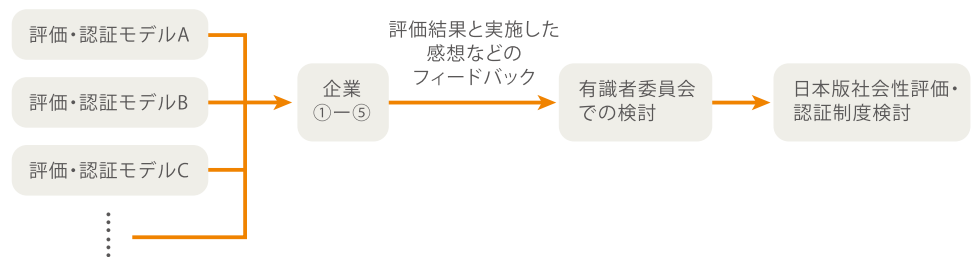 評価・認証モデルA
評価・認証モデルB
評価・認証モデルC
企業
①ー⑤
評価結果と実施した
感想などの
フィードバック
有識者委員会
での検討
日本版社会性評価・
認証制度検討